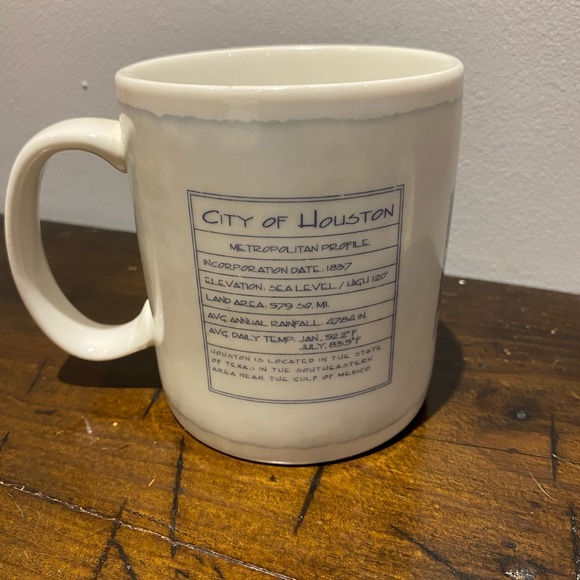 CITY OF HOUSTON
METROPOLITAN PROFILE
INCORPORATION DATE: 1837
ELEVATION: SEA LEVEL / HIGH 120'
LAND AREA: 579 SQ. MI.
AVG. ANNUAL RAINFALL: 47.84 IN.
AVG. DAILY TEMP: JAN., 52.2°F
JULY, 83.5°F
HOUSTON IS LOCATED IN THE STATE
OF TEXAS IN THE SOUTHEASTERN
AREA NEAR THE GULF OF MEXICO